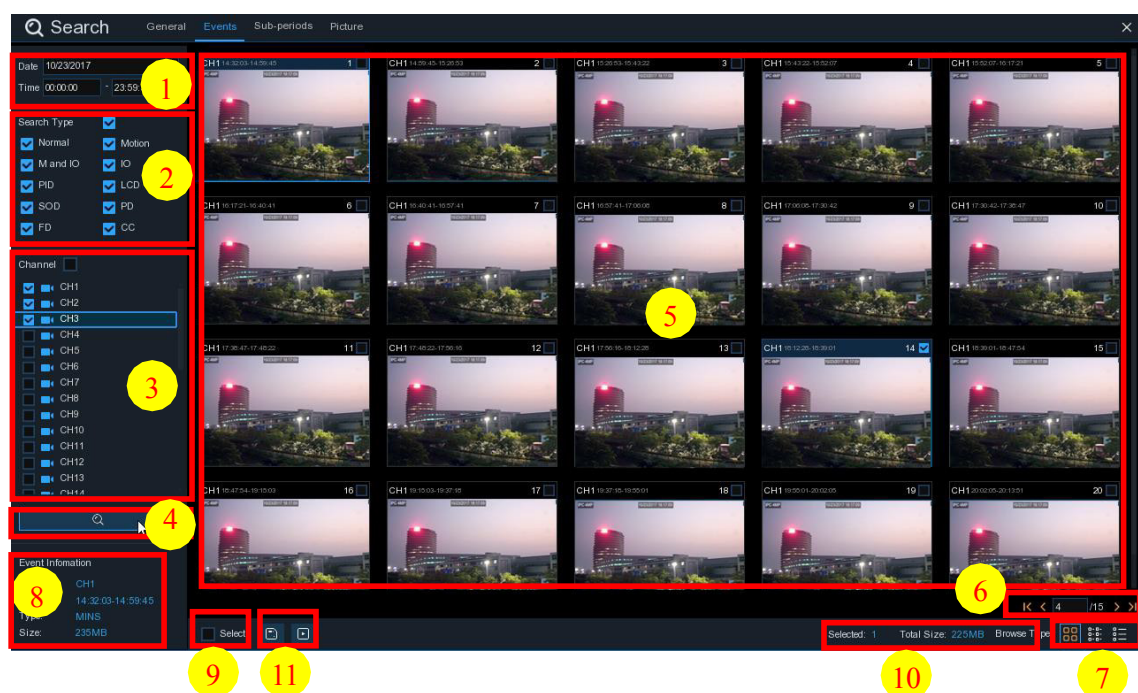 Search General Events Sub-periods Picture
Date 10/23/2017
Time 00:00:00 - 23:59:
1
Search Type
Normal Motion
M and IO IO
PID LCD
SOD PD
FD CC
2
Channel
CH1
CH2
CH3
CH4
CH5
CH6
CH7
CH8
CH9
CH10
CH11
CH12
CH13
CH14
3
4
Event Infomation
CH1
14:32:03-14:59:45
Type: MINS
Size: 235MB
8
CH1 14:32:03-14:59:45 1
CH1 14:59:45-15:26:53 2
CH1 15:26:53-15:43:22 3
CH1 15:43:22-15:52:07 4
CH1 15:52:07-16:17:21 5
CH1 16:17:21-16:40:41 6
CH1 16:40:41-16:57:41 7
CH1 16:57:41-17:06:05 8
CH1 17:06:05-17:30:42 9
CH1 17:30:42-17:36:47 10
CH1 17:36:47-17:48:22 11
CH1 17:48:22-17:56:16 12
CH1 17:56:16-18:12:28 13
CH1 18:12:28-18:39:01 14
CH1 18:39:01-18:47:54 15
CH1 18:47:54-19:15:03 16
CH1 19:15:03-19:37:18 17
CH1 19:37:18-19:55:01 18
CH1 19:55:01-20:02:05 19
CH1 20:02:05-20:13:51 20
5
6
4 /15
Select
Selected: 1 Total Size: 225MB Browse Type
9
11
10
7